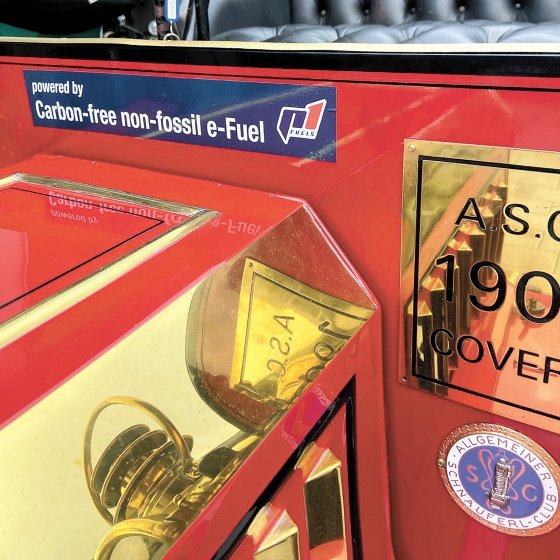 powered by
Carbon-free non-fossil e-Fuel
P1
FUELS
A.S.C
190
COVER
ALLGEMEINER
SCHNAUFERL-CLUB
A
S C